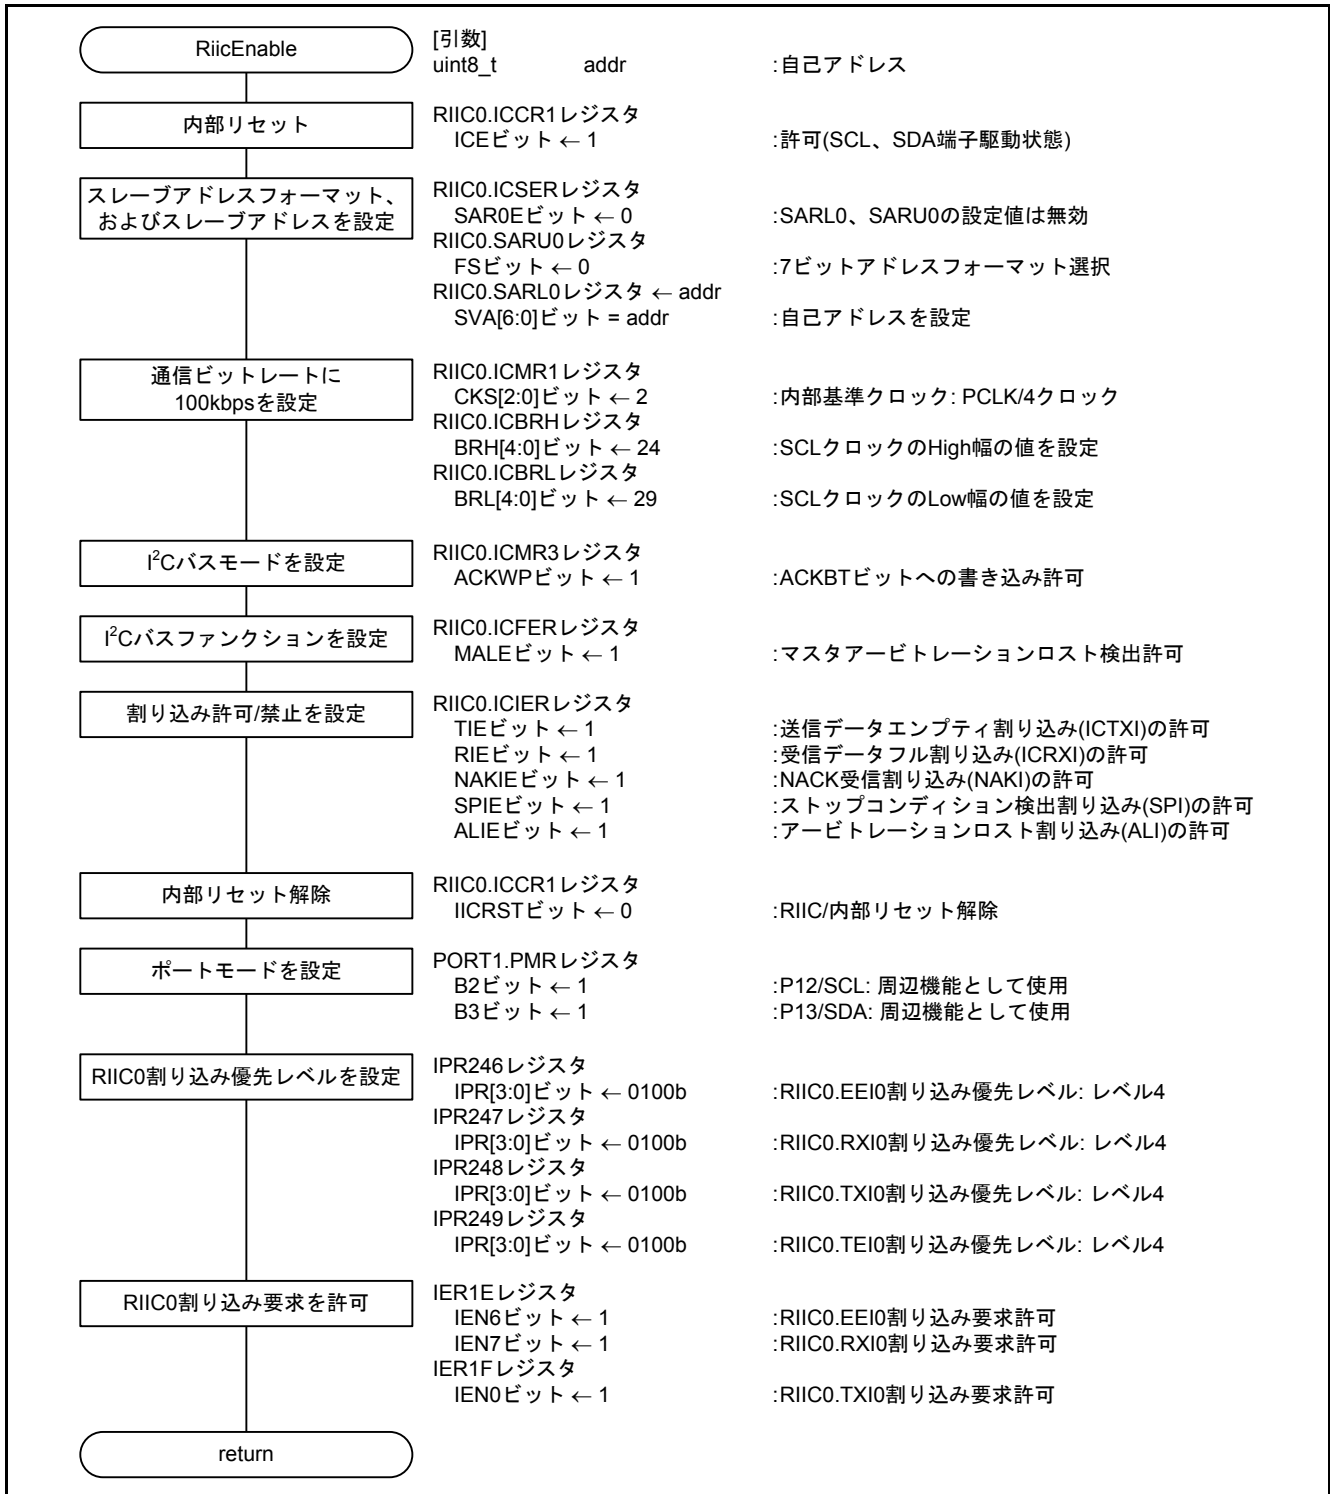 RiicEnable
[引数]
uint8_t addr :自己アドレス
内部リセット
RIIC0.ICCR1レジスタ
ICEビット ← 1 :許可(SCL、SDA端子駆動状態)
スレーブアドレスフォーマット、
およびスレーブアドレスを設定
RIIC0.ICSERレジスタ
SAR0Eビット ← 0 :SARL0、SARU0の設定値は無効
RIIC0.SARU0レジスタ
FSビット ← 0 :7ビットアドレスフォーマット選択
RIIC0.SARL0レジスタ ← addr
SVA[6:0]ビット = addr :自己アドレスを設定
通信ビットレートに
100kbpsを設定
RIIC0.ICMR1レジスタ
CKS[2:0]ビット ← 2 :内部基準クロック: PCLK/4クロック
RIIC0.ICBRHレジスタ
BRH[4:0]ビット ← 24 :SCLクロックのHigh幅の値を設定
RIIC0.ICBRLレジスタ
BRL[4:0]ビット ← 29 :SCLクロックのLow幅の値を設定
I²Cバスモードを設定
RIIC0.ICMR3レジスタ
ACKWPビット ← 1 :ACKBTビットへの書き込み許可
I²Cバスファンクションを設定
RIIC0.ICFERレジスタ
MALEビット ← 1 :マスタアービトレーションロスト検出許可
割り込み許可/禁止を設定
RIIC0.ICIERレジスタ
TIEビット ← 1 :送信データエンプティ割り込み(ICTXI)の許可
RIEビット ← 1 :受信データフル割り込み(ICRXI)の許可
NAKIEビット ← 1 :NACK受信割り込み(NAKI)の許可
SPIEビット ← 1 :ストップコンディション検出割り込み(SPI)の許可
ALIEビット ← 1 :アービトレーションロスト割り込み(ALI)の許可
内部リセット解除
RIIC0.ICCR1レジスタ
IICRSTビット ← 0 :RIIC/内部リセット解除
ポートモードを設定
PORT1.PMRレジスタ
B2ビット ← 1 :P12/SCL: 周辺機能として使用
B3ビット ← 1 :P13/SDA: 周辺機能として使用
RIIC0割り込み優先レベルを設定
IPR246レジスタ
IPR[3:0]ビット ← 0100b :RIIC0.EEI0割り込み優先レベル: レベル4
IPR247レジスタ
IPR[3:0]ビット ← 0100b :RIIC0.RXI0割り込み優先レベル: レベル4
IPR248レジスタ
IPR[3:0]ビット ← 0100b :RIIC0.TXI0割り込み優先レベル: レベル4
IPR249レジスタ
IPR[3:0]ビット ← 0100b :RIIC0.TEI0割り込み優先レベル: レベル4
RIIC0割り込み要求を許可
IER1Eレジスタ
IEN6ビット ← 1 :RIIC0.EEI0割り込み要求許可
IEN7ビット ← 1 :RIIC0.RXI0割り込み要求許可
IER1Fレジスタ
IEN0ビット ← 1 :RIIC0.TXI0割り込み要求許可
return